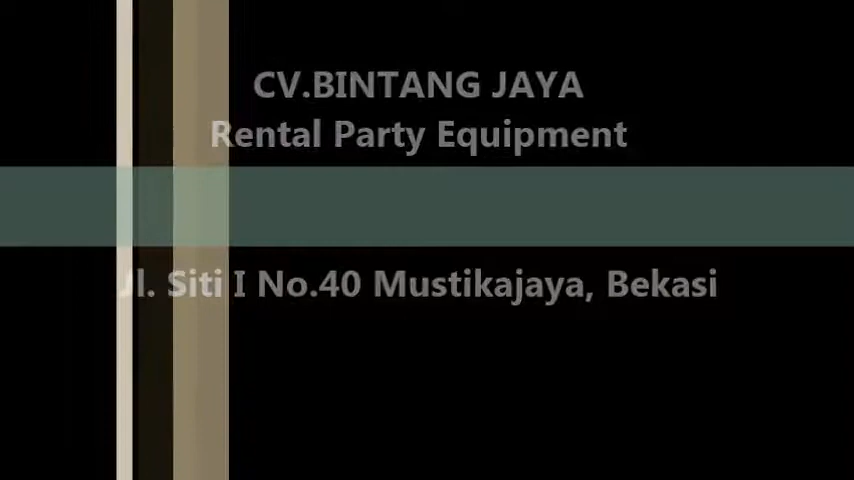 CV.BINTANG JAYA
Rental Party Equipment
Jl. Siti I No.40 Mustikajaya, Bekasi